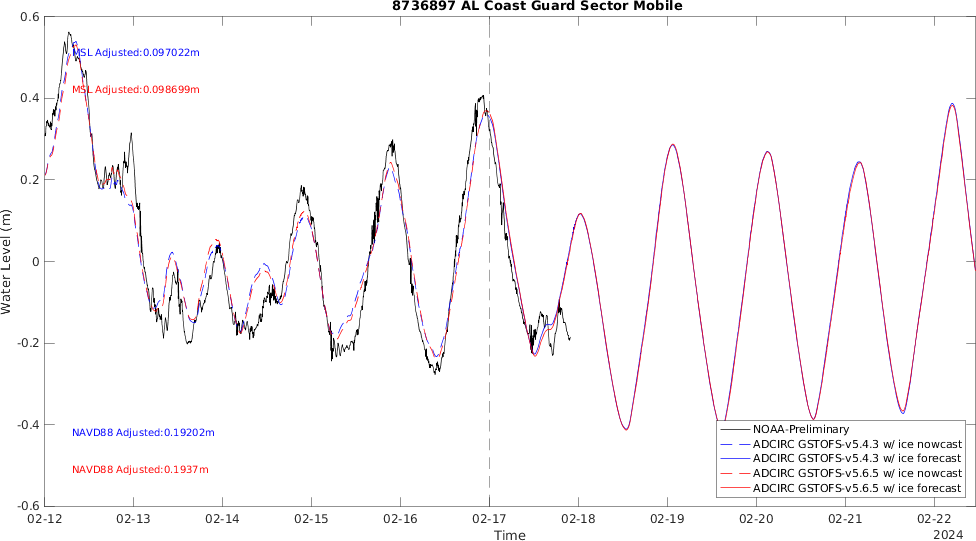 8736897 AL Coast Guard Sector Mobile
Water Level (m)
0.6
0.4
0.2
0
-0.2
-0.4
-0.6
MSL Adjusted:0.097022m
MSL Adjusted:0.098699m
NAVD88 Adjusted:0.19202m
NAVD88 Adjusted:0.1937m
NOAA-Preliminary
ADCIRC GSTOFS-v5.4.3 w/ ice nowcast
ADCIRC GSTOFS-v5.4.3 w/ ice forecast
ADCIRC GSTOFS-v5.6.5 w/ ice nowcast
ADCIRC GSTOFS-v5.6.5 w/ ice forecast
02-12 02-13 02-14 02-15 02-16 02-17 02-18 02-19 02-20 02-21 02-22
Time
2024